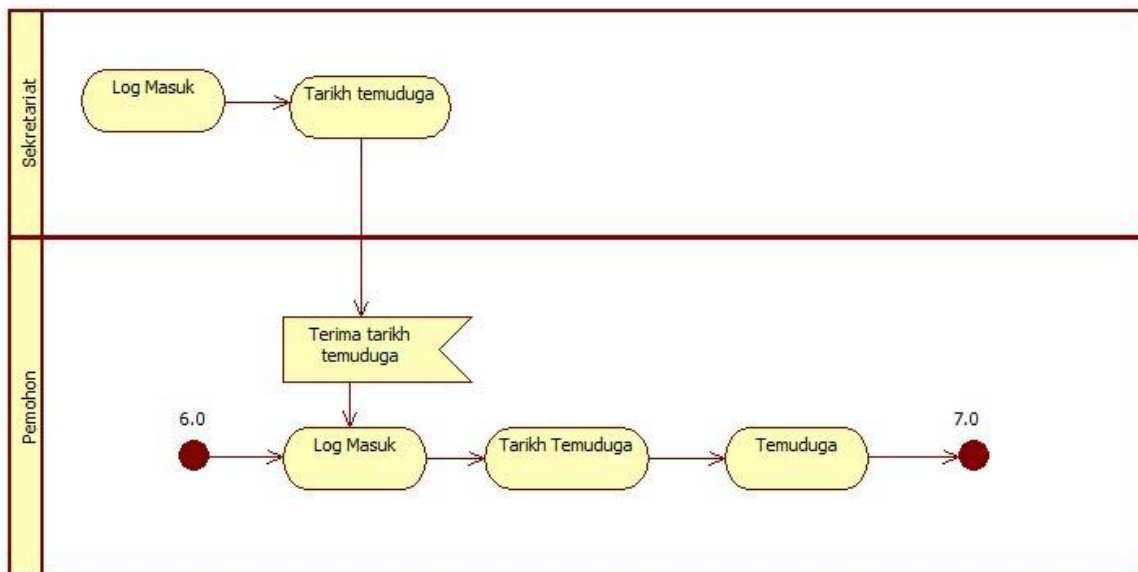 Sekretariat
Log Masuk
Tarikh temuduga
Pemohon
Terima tarikh
temuduga
6.0
Log Masuk
Tarikh Temuduga
Temuduga
7.0